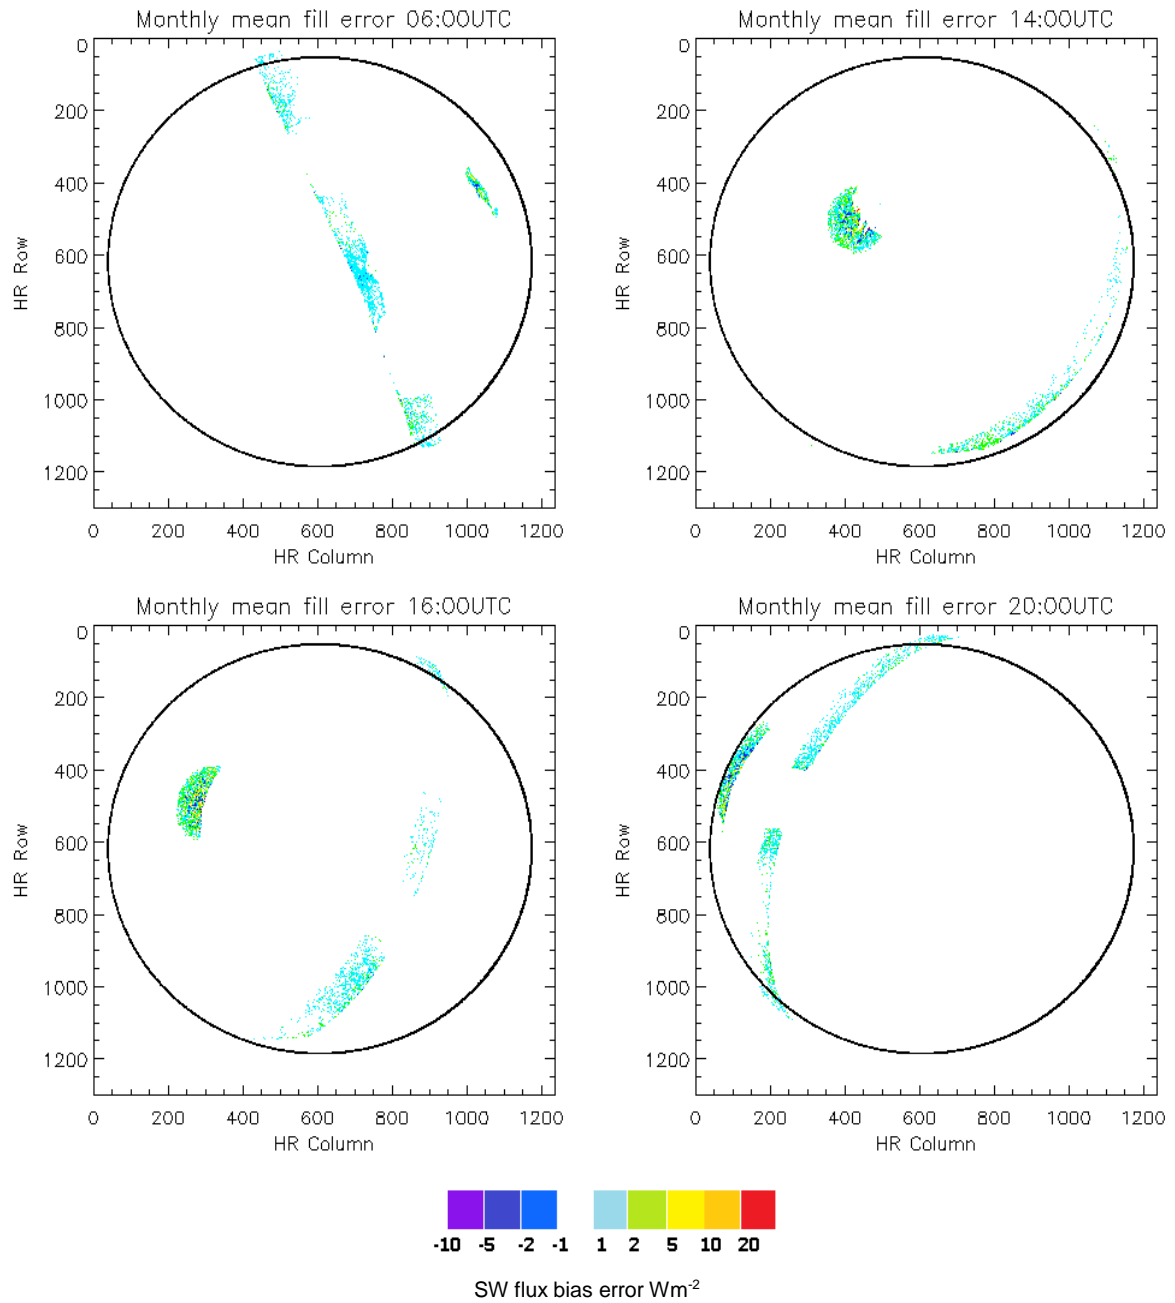 Monthly mean fill error 06:00UTC
0
200
400
600
800
1000
1200
HR Row
0 200 400 600 800 1000 1200
HR Column
Monthly mean fill error 14:00UTC
0
200
400
600
800
1000
1200
HR Row
0 200 400 600 800 1000 1200
HR Column
Monthly mean fill error 16:00UTC
0
200
400
600
800
1000
1200
HR Row
0 200 400 600 800 1000 1200
HR Column
Monthly mean fill error 20:00UTC
0
200
400
600
800
1000
1200
HR Row
0 200 400 600 800 1000 1200
HR Column
-10 -5 -2 -1 1 2 5 10 20
SW flux bias error Wm-2